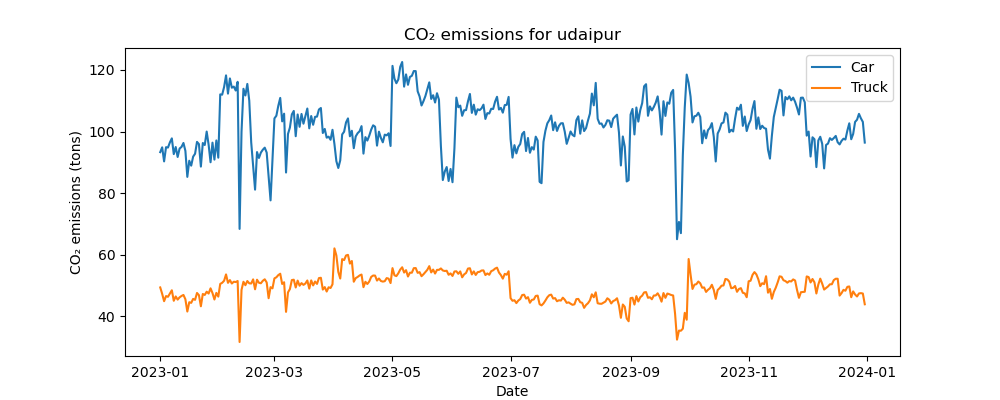 CO₂ emissions for udaipur
Car
Truck
CO₂ emissions (tons)
120
100
80
60
40
2023-01 2023-03 2023-05 2023-07 2023-09 2023-11 2024-01
Date